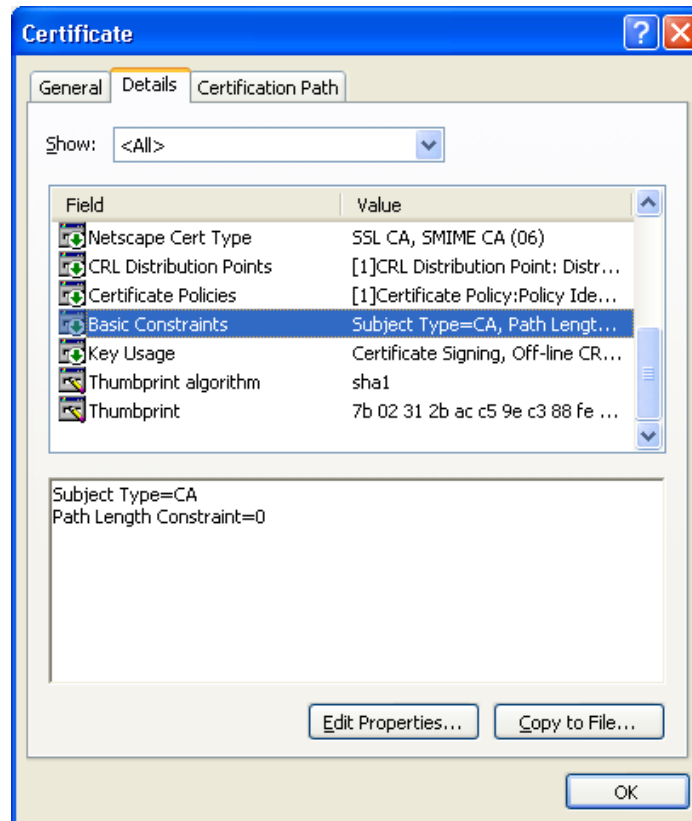 Certificate
General Details Certification Path
Show: <All>
Field Value
Netscape Cert Type SSL CA, SMIME CA (06)
CRL Distribution Points [1]CRL Distribution Point: Distr...
Certificate Policies [1]Certificate Policy:Policy Ide...
Basic Constraints Subject Type=CA, Path Lengt...
Key Usage Certificate Signing, Off-line CR...
Thumbprint algorithm sha1
Thumbprint 7b 02 31 2b ac c5 9e c3 88 fe ...
Subject Type=CA
Path Length Constraint=0
Edit Properties... Copy to File...
OK